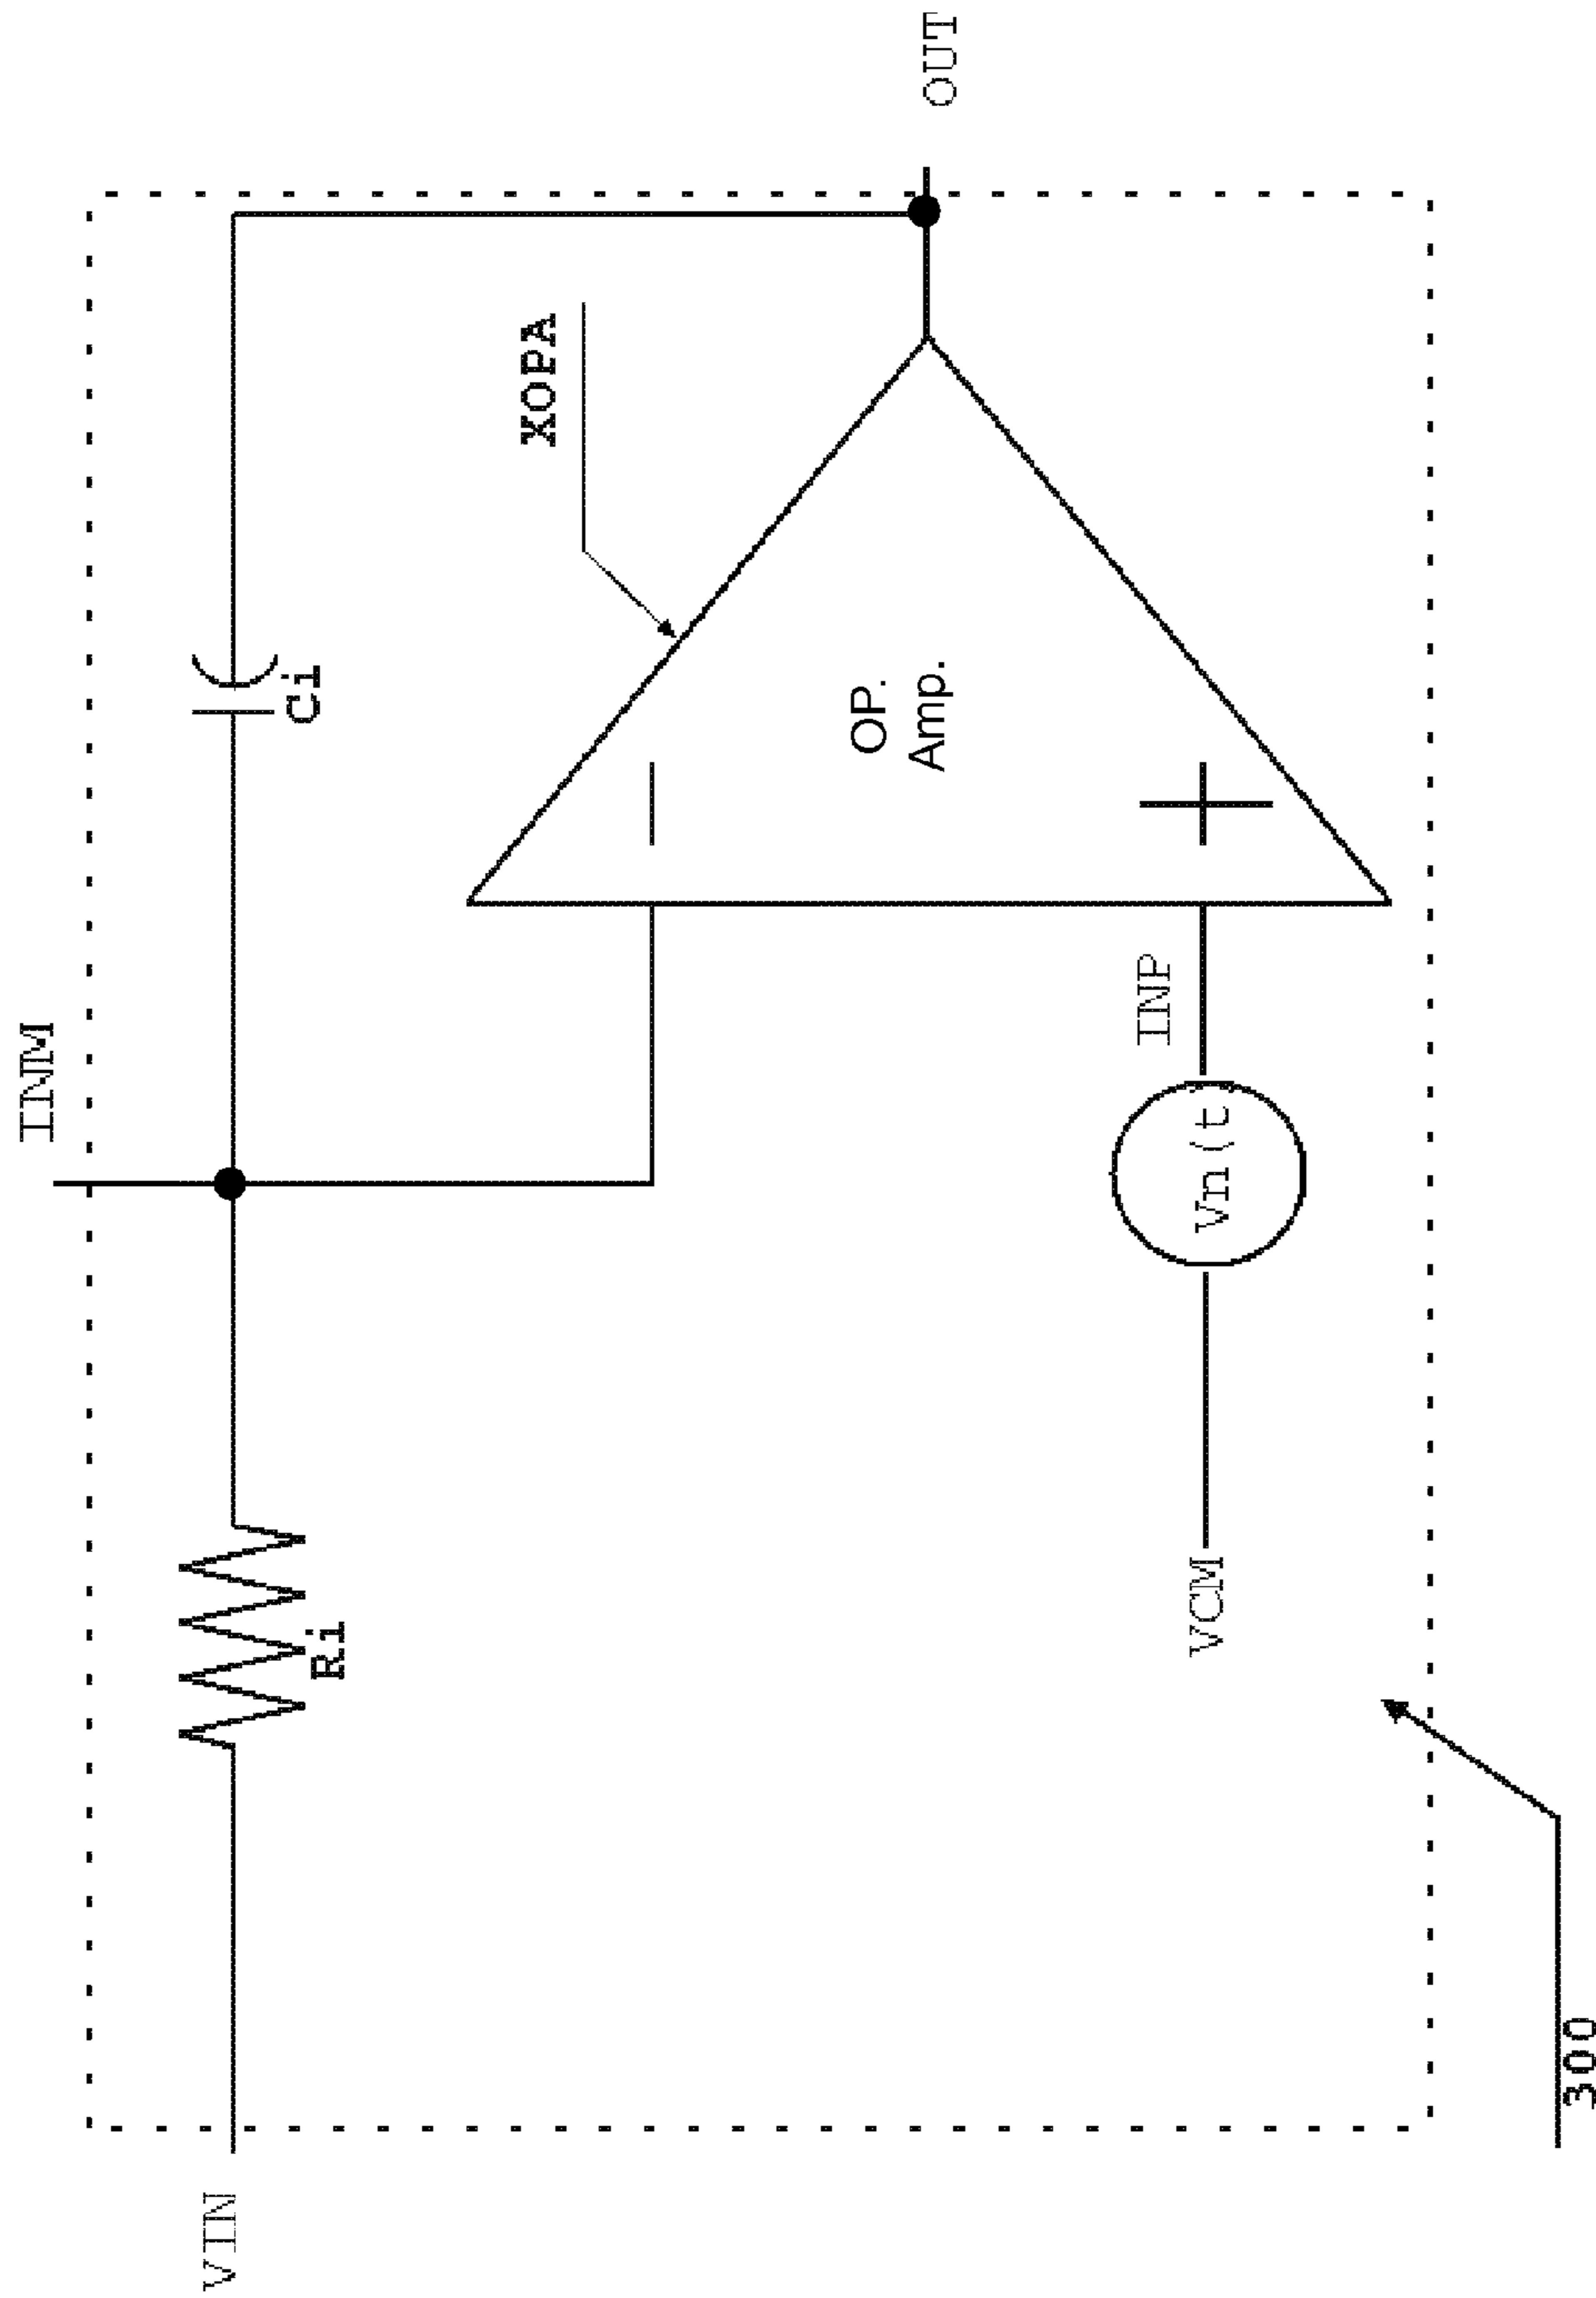 INM
Ci
XOPA
OUT
OP.
Amp.
VIN
Ri
INP
Vn(t)
VCM
300